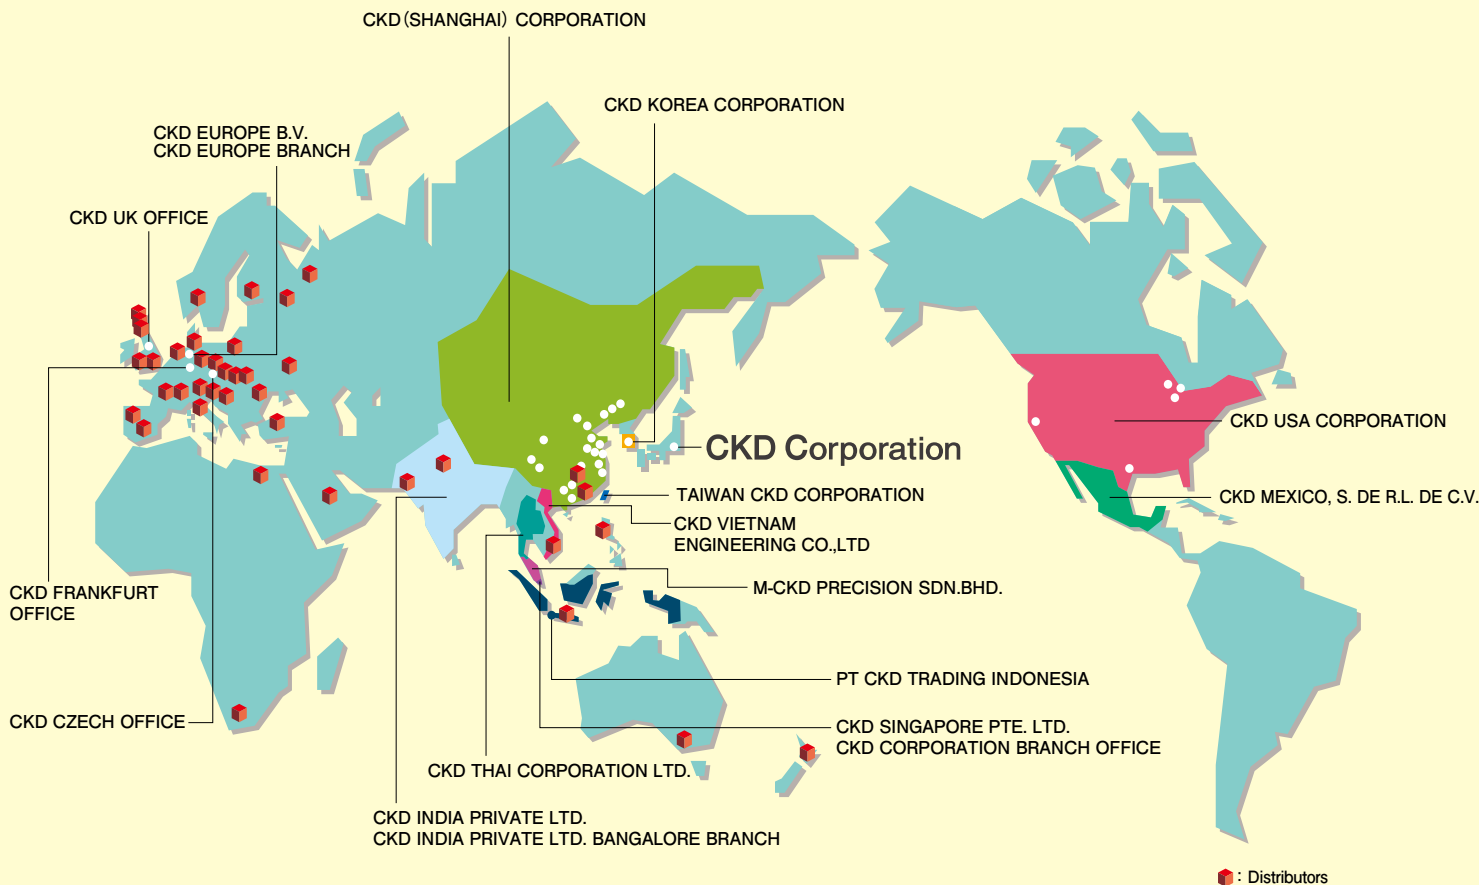 CKD(SHANGHAI) CORPORATION
CKD KOREA CORPORATION
CKD EUROPE B.V.
CKD EUROPE BRANCH
CKD UK OFFICE
CKD USA CORPORATION
CKD Corporation
TAIWAN CKD CORPORATION
CKD MEXICO, S. DE R.L. DE C.V.
CKD VIETNAM
ENGINEERING CO.,LTD
CKD FRANKFURT
OFFICE
M-CKD PRECISION SDN.BHD.
PT CKD TRADING INDONESIA
CKD CZECH OFFICE
CKD SINGAPORE PTE. LTD.
CKD CORPORATION BRANCH OFFICE
CKD THAI CORPORATION LTD.
CKD INDIA PRIVATE LTD.
CKD INDIA PRIVATE LTD. BANGALORE BRANCH
: Distributors